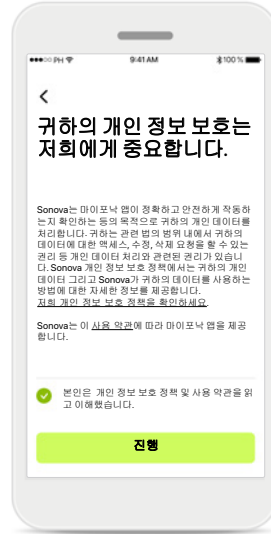 PH 9:41 AM 100 %
귀하의 개인 정보 보호는
저희에게 중요합니다.
Sonova는 마이포낙 앱이 정확하고 안전하게 작동하
는지 확인하는 등의 목적으로 귀하의 개인 데이터를
처리합니다. 귀하는 관련 법의 범위 내에서 귀하의
데이터에 대한 액세스, 수정, 삭제 요청을 할 수 있는
권리 등 개인 데이터 처리와 관련된 권리가 있습니
다. Sonova 개인 정보 보호 정책에서는 귀하의 개인
데이터 그리고 Sonova가 귀하의 데이터를 사용하는
방법에 대한 자세한 정보를 제공합니다.
저희 개인 정보 보호 정책을 확인하세요.
Sonova는 이 사용 약관에 따라 마이포낙 앱을 제공
합니다.
본인은 개인 정보 보호 정책 및 사용 약관을 읽
고 이해했습니다.
진행